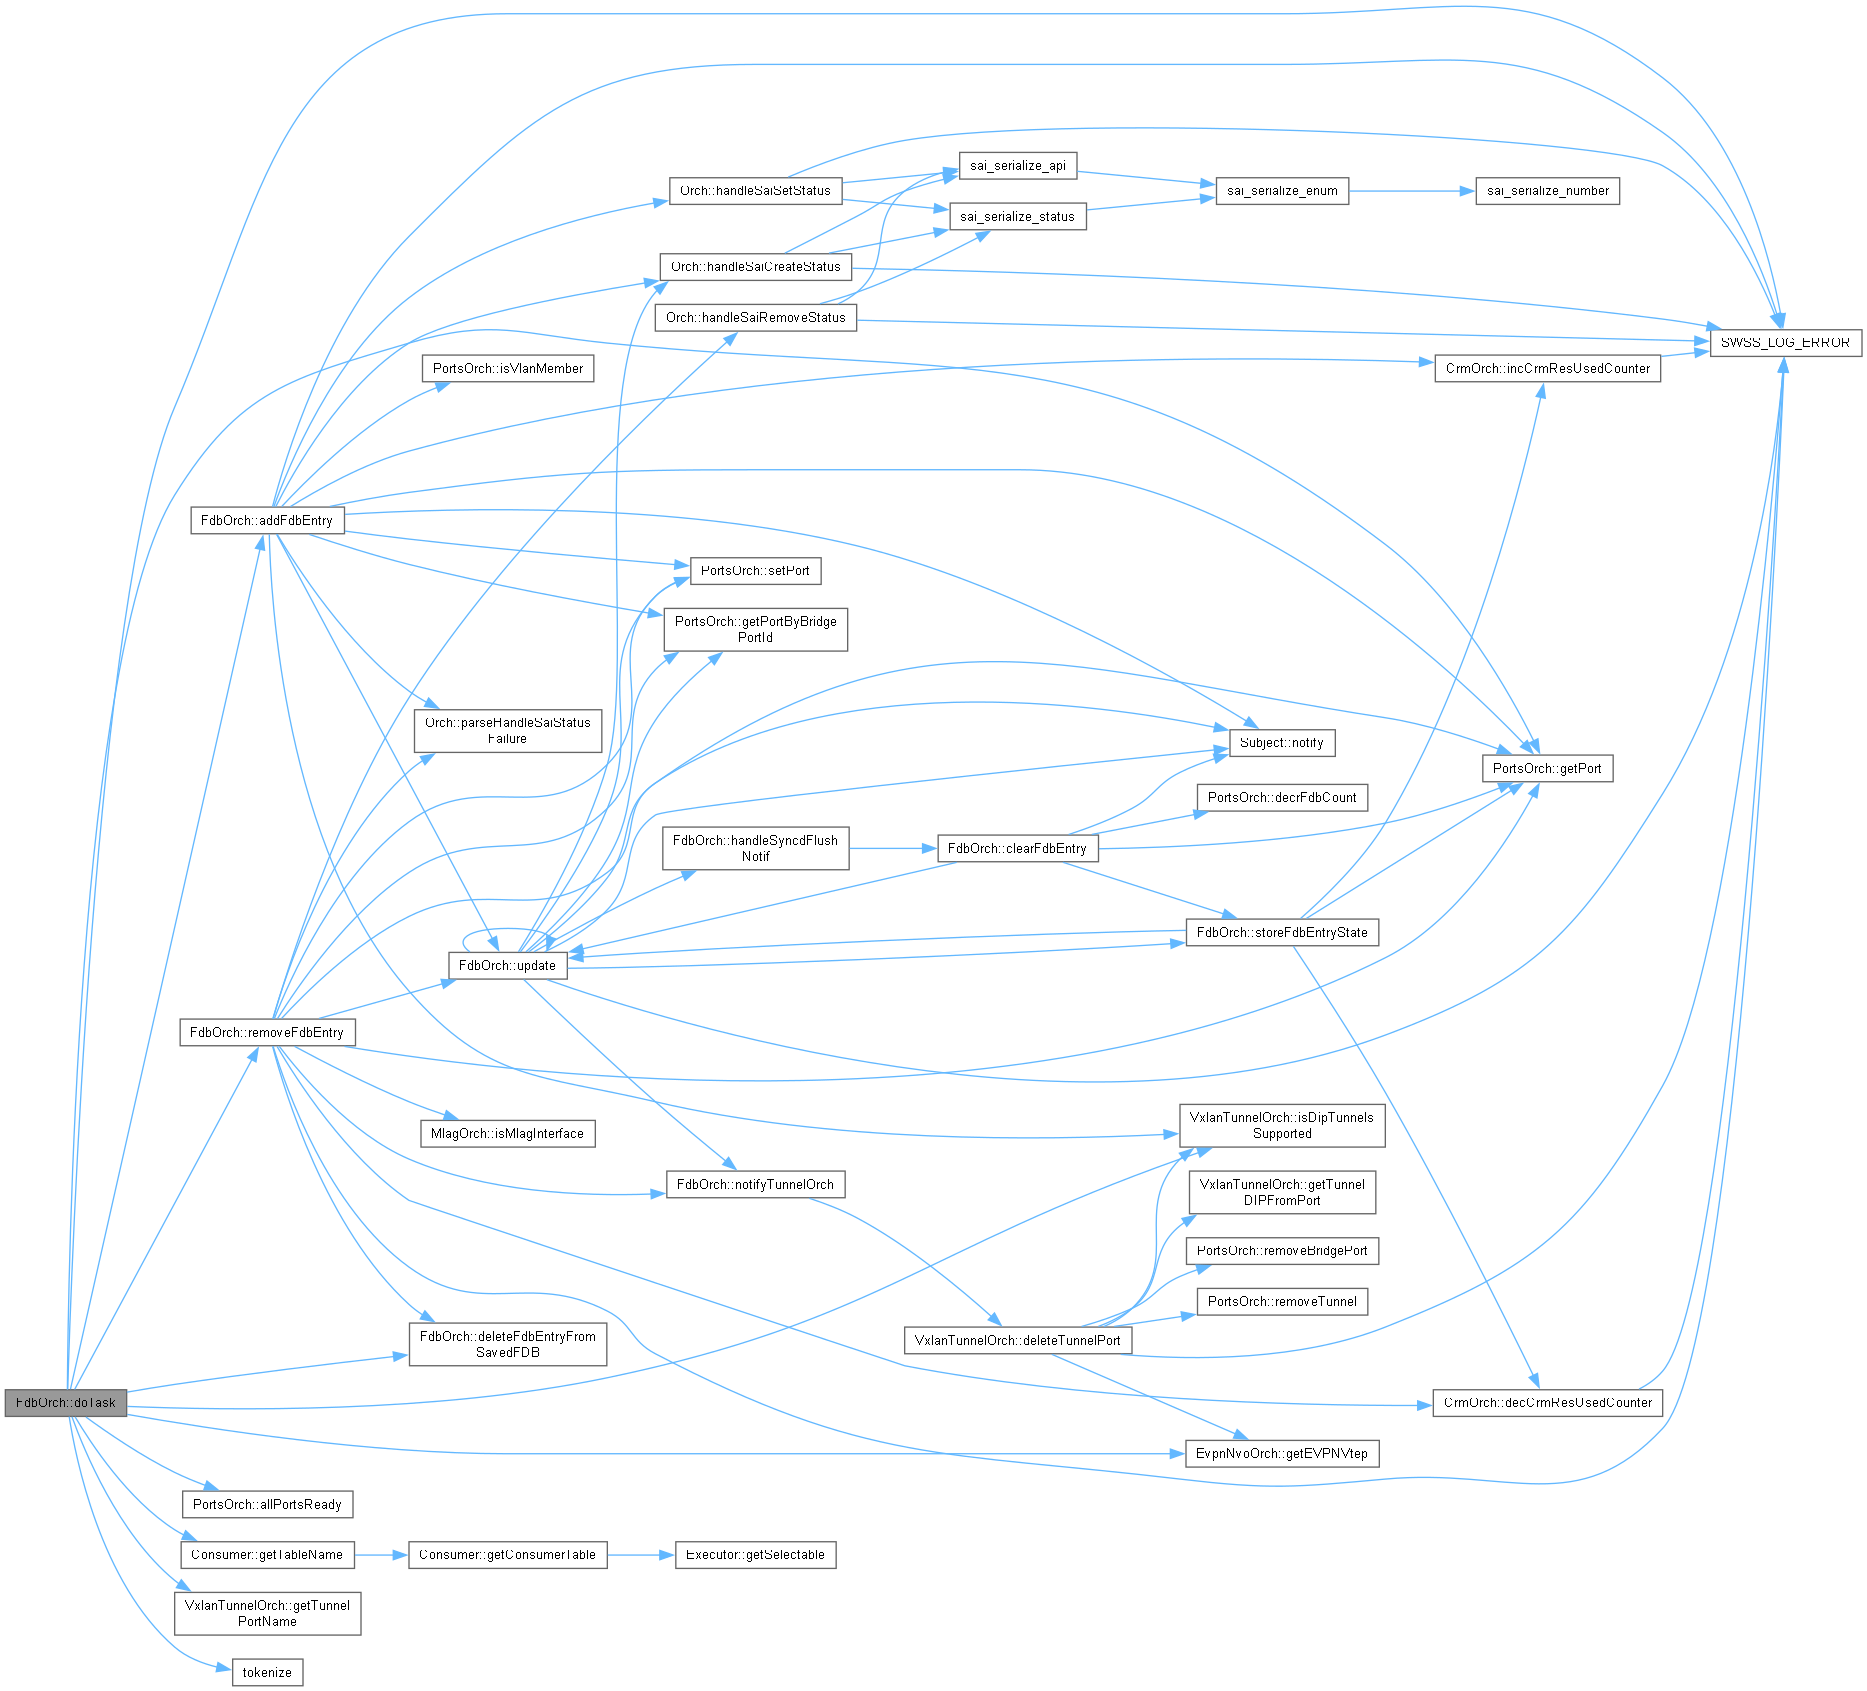 sai_serialize_api
Orch::handleSaiSetStatus
sai_serialize_enum
sai_serialize_number
sai_serialize_status
Orch::handleSaiCreateStatus
Orch::handleSaiRemoveStatus
SWSS_LOG_ERROR
PortsOrch::isVlanMember
CrmOrch::incCrmResUsedCounter
FdbOrch::addFdbEntry
PortsOrch::setPort
PortsOrch::getPortByBridge
PortId
Orch::parseHandleSaiStatus
Failure
Subject::notify
PortsOrch::getPort
PortsOrch::decrFdbCount
FdbOrch::handleSyncdFlush
Notif
FdbOrch::clearFdbEntry
FdbOrch::storeFdbEntryState
FdbOrch::update
FdbOrch::removeFdbEntry
MlagOrch::isMlagInterface
VxlanTunnelOrch::isDipTunnels
Supported
FdbOrch::notifyTunnelOrch
VxlanTunnelOrch::getTunnel
DIPFromPort
PortsOrch::removeBridgePort
PortsOrch::removeTunnel
FdbOrch::deleteFdbEntryFrom
SavedFDB
VxlanTunnelOrch::deleteTunnelPort
FdbOrch::doTask
CrmOrch::decCrmResUsedCounter
EvpnNvoOrch::getEVPNVtep
PortsOrch::allPortsReady
Consumer::getTableName
Consumer::getConsumerTable
Executor::getSelectable
VxlanTunnelOrch::getTunnel
PortName
tokenize